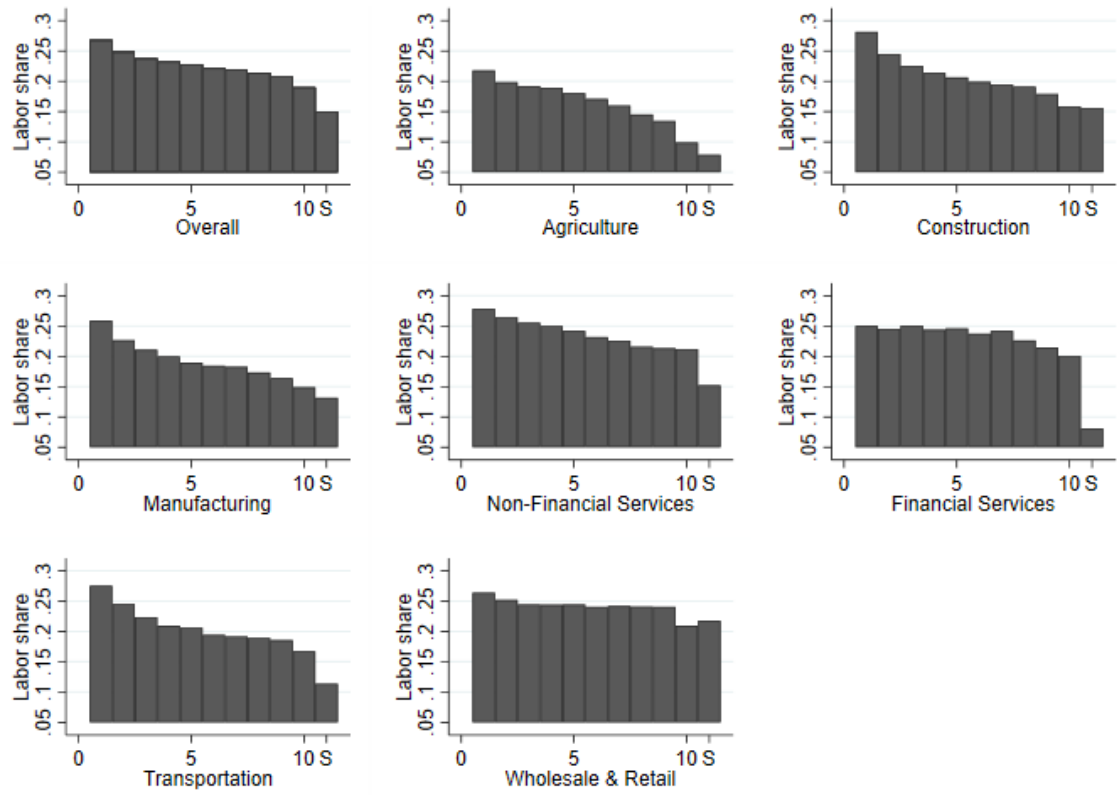 Labor share
.3
.25
.2
.15
.1
.05
0 5 10 S
Overall
Labor share
.3
.25
.2
.15
.1
.05
0 5 10 S
Agriculture
Labor share
.3
.25
.2
.15
.1
.05
0 5 10 S
Construction
Labor share
.3
.25
.2
.15
.1
.05
0 5 10 S
Manufacturing
Labor share
.3
.25
.2
.15
.1
.05
0 5 10 S
Non-Financial Services
Labor share
.3
.25
.2
.15
.1
.05
0 5 10 S
Financial Services
Labor share
.3
.25
.2
.15
.1
.05
0 5 10 S
Transportation
Labor share
.3
.25
.2
.15
.1
.05
0 5 10 S
Wholesale & Retail